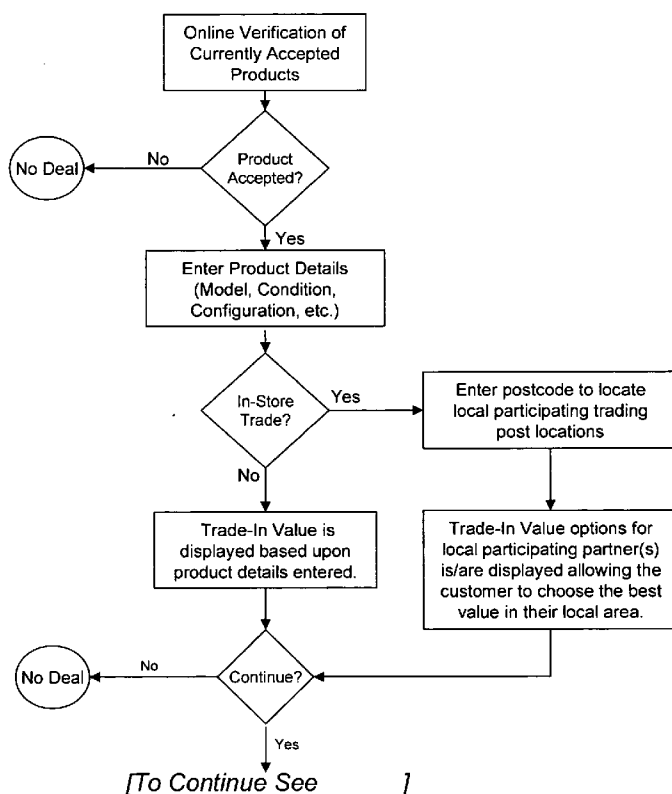 Online Verification of
Currently Accepted
Products
No Deal
No
Product
Accepted?
Yes
Enter Product Details
(Model, Condition,
Configuration, etc.)
In-Store
Trade?
Yes
Enter postcode to locate
local participating trading
post locations
No
Trade-In Value is
displayed based upon
product details entered.
Trade-In Value options for
local participating partner(s)
is/are displayed allowing the
customer to choose the best
value in their local area.
No Deal
No
Continue?
Yes
[To Continue See ]